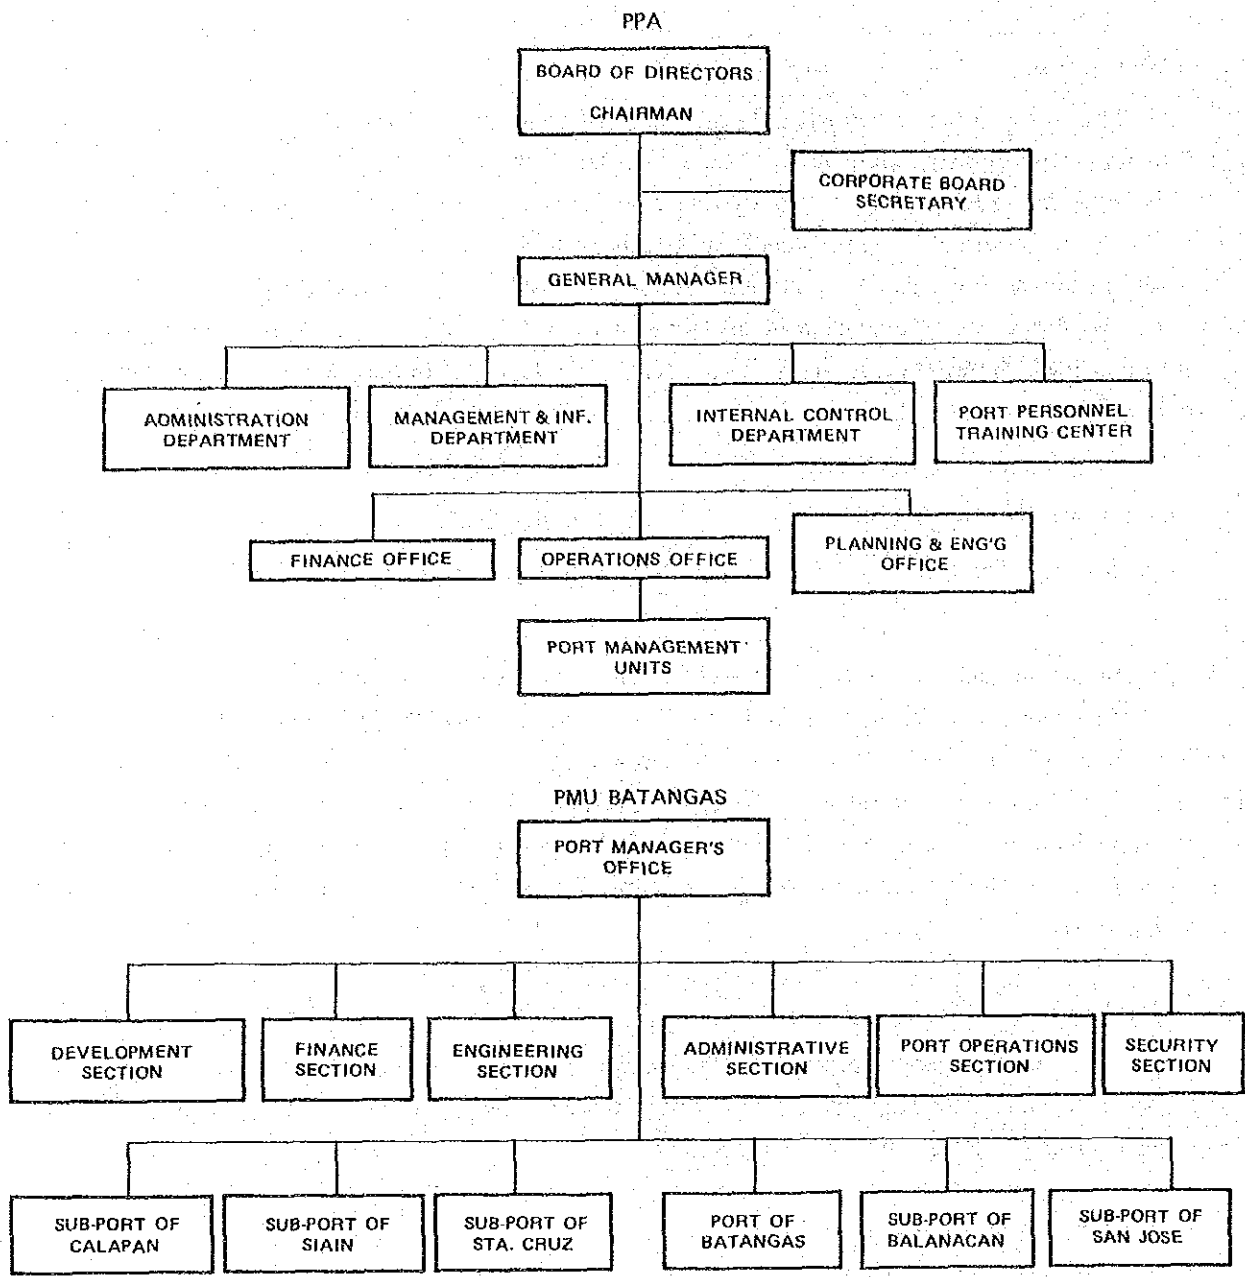 PPA
BOARD OF DIRECTORS
CHAIRMAN
CORPORATE BOARD
SECRETARY
GENERAL MANAGER
ADMINISTRATION
DEPARTMENT
MANAGEMENT & INF.
DEPARTMENT
INTERNAL CONTROL
DEPARTMENT
PORT PERSONNEL
TRAINING CENTER
FINANCE OFFICE
OPERATIONS OFFICE
PLANNING & ENG'G
OFFICE
PORT MANAGEMENT
UNITS
PMU BATANGAS
PORT MANAGER'S
OFFICE
DEVELOPMENT
SECTION
FINANCE
SECTION
ENGINEERING
SECTION
ADMINISTRATIVE
SECTION
PORT OPERATIONS
SECTION
SECURITY
SECTION
SUB-PORT OF
CALAPAN
SUB-PORT OF
SIAIN
SUB-PORT OF
STA. CRUZ
PORT OF
BATANGAS
SUB-PORT OF
BALANACAN
SUB-PORT OF
SAN JOSE